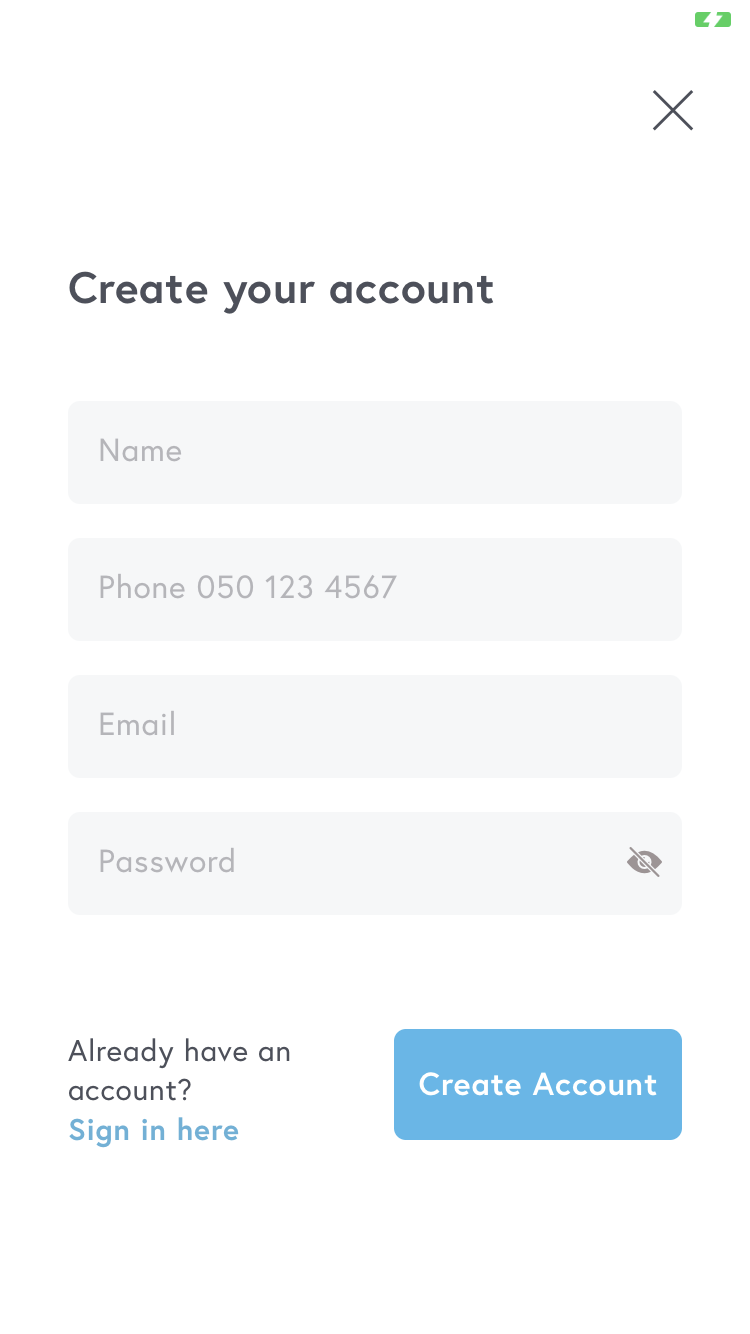 Create your account
Name
Phone 050 123 4567
Email
Password
Already have an
account?
Sign in here
Create Account